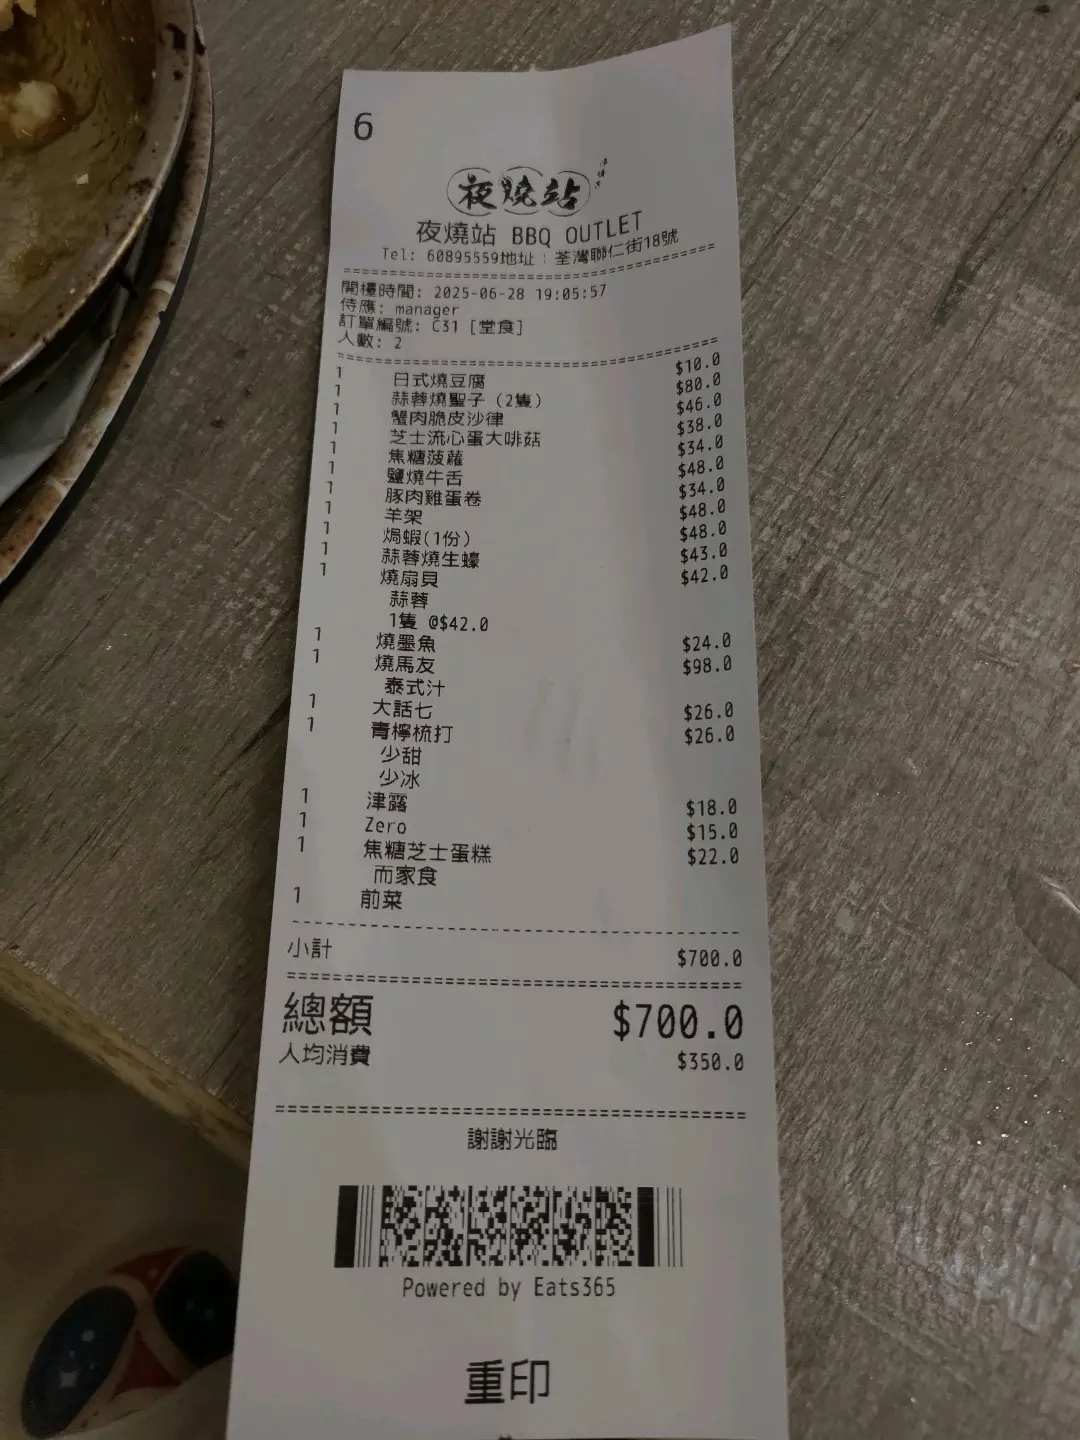 6
夜燒站
夜燒站 BBQ OUTLET
Tel: 60895559地址：荃灣聯仁街18號
開檯時間: 2025-06-28 19:05:57
侍應: manager
訂單編號: C31 [堂食]
人數: 2
1 日式燒豆腐 $10.0
1 蒜蓉燒聖子 (2隻) $80.0
1 蟹肉脆皮沙律 $46.0
1 芝士流心蛋大啡菇 $38.0
1 焦糖菠蘿 $34.0
1 鹽燒牛舌 $48.0
1 豚肉雞蛋卷 $34.0
1 羊架 $48.0
1 焗蝦(1份) $48.0
1 蒜蓉燒生蠔 $43.0
1 燒扇貝 $42.0
蒜蓉
1隻 @$42.0
1 燒墨魚 $24.0
1 燒馬友 $98.0
泰式汁
1 大話七 $26.0
1 青檸梳打 $26.0
少甜
少冰
1 津露 $18.0
1 Zero $15.0
1 焦糖芝士蛋糕 $22.0
而家食
1 前菜
小計 $700.0
總額 $700.0
人均消費 $350.0
謝謝光臨
Powered by Eats365
重印